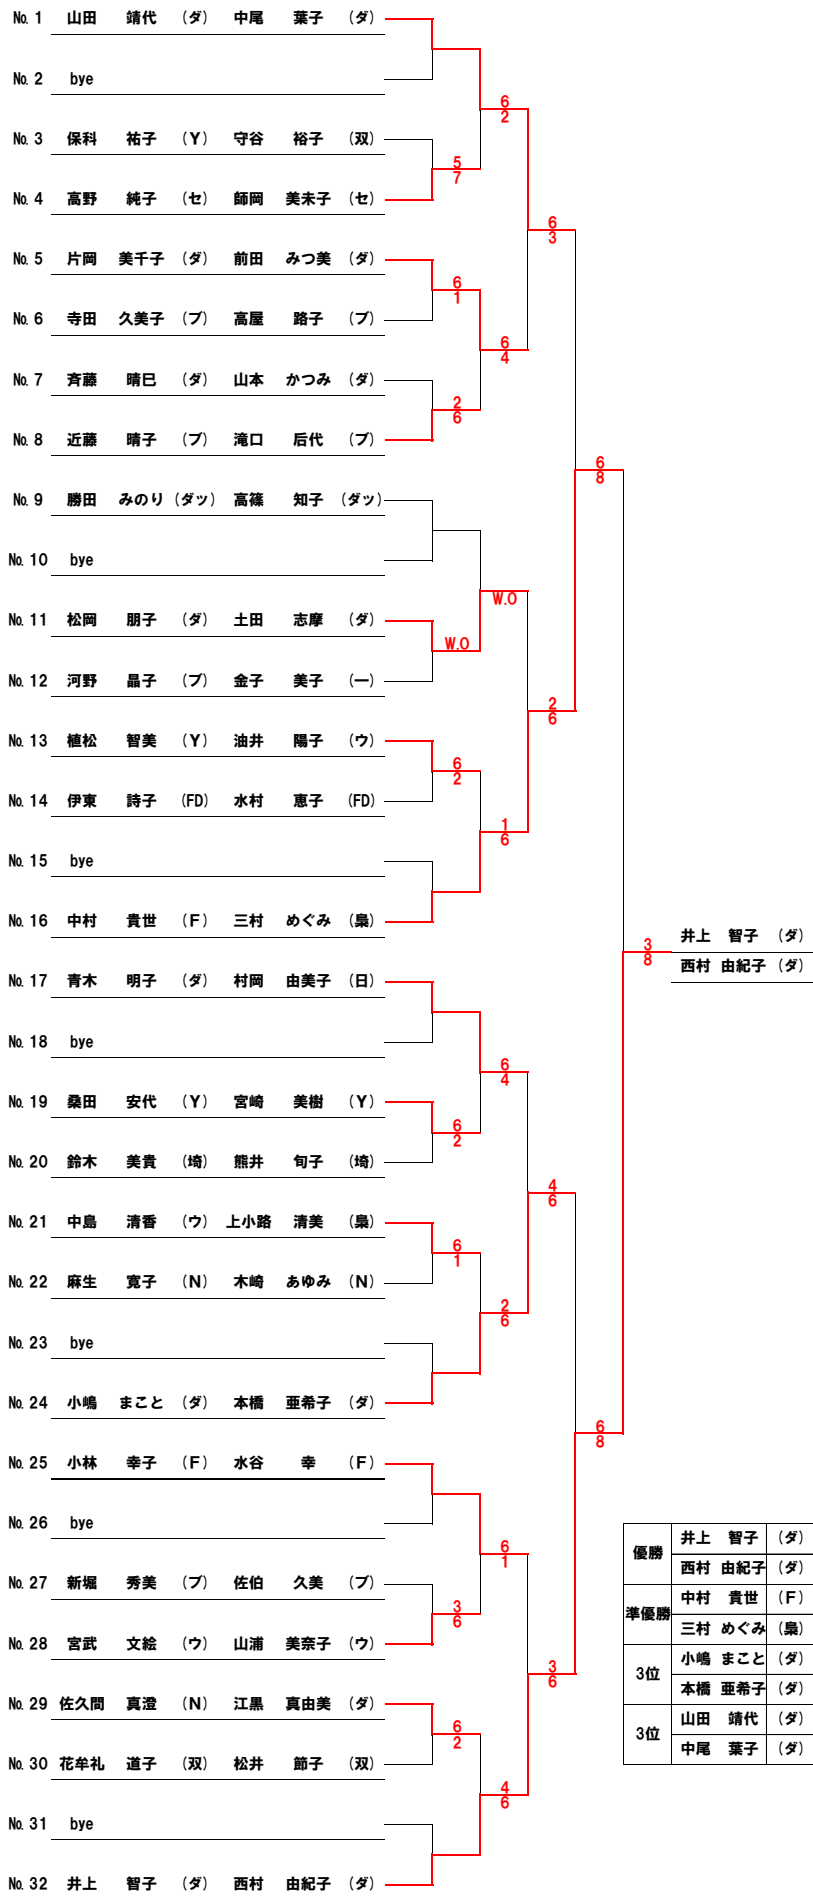 No. 1 山田 靖代 (ダ) 中尾 葉子 (ダ)
No. 2 bye
6
2
No. 3 保科 祐子 (Y) 守谷 裕子 (双)
5
7
No. 4 高野 純子 (セ) 師岡 美未子 (セ)
6
3
No. 5 片岡 美千子 (ダ) 前田 みつ美 (ダ)
6
1
No. 6 寺田 久美子 (ブ) 高屋 路子 (ブ)
6
4
No. 7 斉藤 晴巳 (ダ) 山本 かつみ (ダ)
2
6
No. 8 近藤 晴子 (ブ) 滝口 后代 (ブ)
6
8
No. 9 勝田 みのり (ダッ) 高篠 知子 (ダッ)
No. 10 bye
W.O
No. 11 松岡 朋子 (ダ) 土田 志摩 (ダ)
W.O
No. 12 河野 晶子 (ブ) 金子 美子 (一)
2
6
No. 13 植松 智美 (Y) 油井 陽子 (ウ)
6
2
No. 14 伊東 詩子 (FD) 水村 恵子 (FD)
1
6
No. 15 bye
No. 16 中村 貴世 (F) 三村 めぐみ (梟)
井上 智子 (ダ)
3
8
西村 由紀子 (ダ)
No. 17 青木 明子 (ダ) 村岡 由美子 (日)
No. 18 bye
6
4
No. 19 桑田 安代 (Y) 宮崎 美樹 (Y)
6
2
No. 20 鈴木 美貴 (埼) 熊井 旬子 (埼)
4
6
No. 21 中島 清香 (ウ) 上小路 清美 (梟)
6
1
No. 22 麻生 寛子 (N) 木崎 あゆみ (N)
2
6
No. 23 bye
No. 24 小嶋 まこと (ダ) 本橋 亜希子 (ダ)
6
8
No. 25 小林 幸子 (F) 水谷 幸 (F)
No. 26 bye
6
1
No. 27 新堀 秀美 (ブ) 佐伯 久美 (ブ)
3
6
No. 28 宮武 文絵 (ウ) 山浦 美奈子 (ウ)
3
6
No. 29 佐久間 真澄 (N) 江黒 真由美 (ダ)
6
2
No. 30 花牟礼 道子 (双) 松井 節子 (双)
4
6
No. 31 bye
No. 32 井上 智子 (ダ) 西村 由紀子 (ダ)
優勝 井上 智子 (ダ)
西村 由紀子 (ダ)
準優勝 中村 貴世 (F)
三村 めぐみ (梟)
3位 小嶋 まこと (ダ)
本橋 亜希子 (ダ)
3位 山田 靖代 (ダ)
中尾 葉子 (ダ)